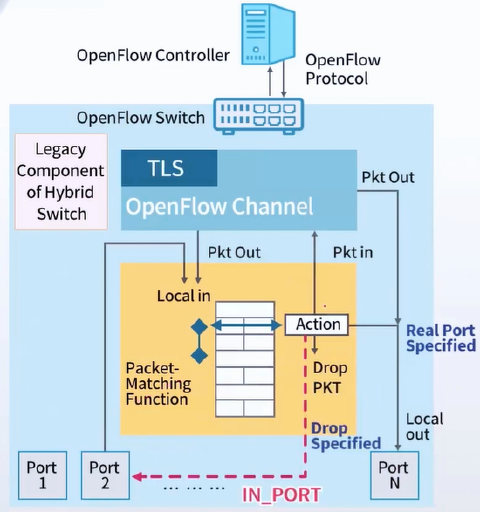 OpenFlow Controller
OpenFlow
Protocol
OpenFlow Switch
Legacy
Component
of Hybrid
Switch
TLS
OpenFlow Channel
Pkt Out
Pkt Out
Pkt in
Local in
Action
Real Port
Specified
Packet-
Matching
Function
Drop
PKT
Drop
Specified
Local
out
Port
1
Port
2
... ... ...
IN_PORT
Port
N